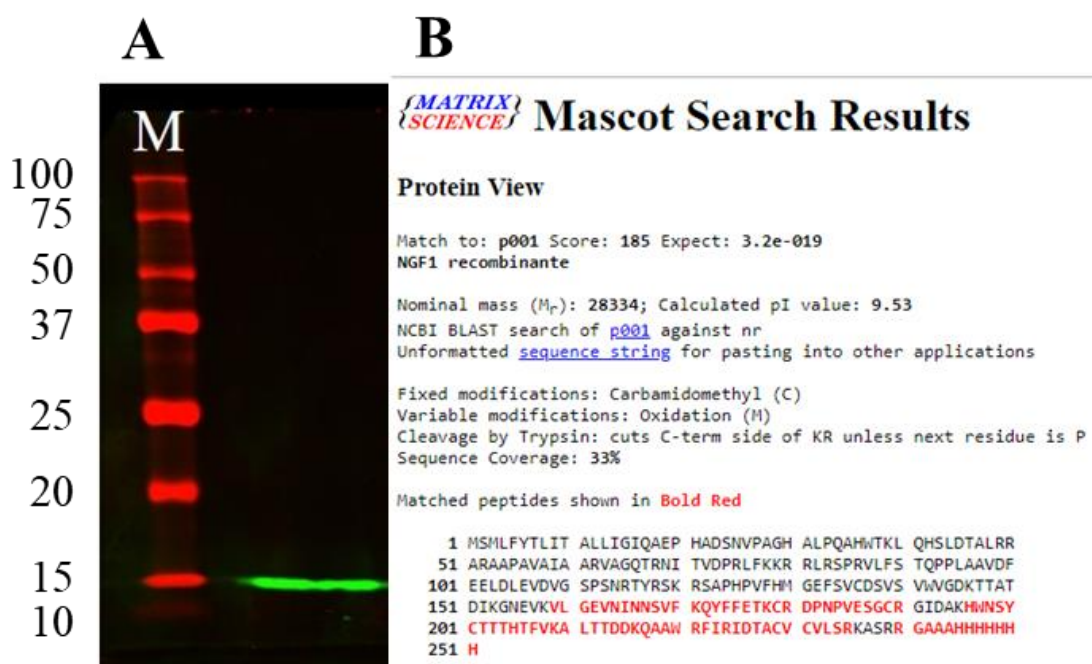 A
B
M
100
75
50
37
25
20
15
10
{MATRIX}
{SCIENCE}
Mascot Search Results
Protein View
Match to: p001 Score: 185 Expect: 3.2e-019
NGF1 recombinante
Nominal mass (Mr): 28334; Calculated pI value: 9.53
NCBI BLAST search of p001 against nr
Unformatted sequence string for pasting into other applications
Fixed modifications: Carbamidomethyl (C)
Variable modifications: Oxidation (M)
Cleavage by Trypsin: cuts C-term side of KR unless next residue is P
Sequence Coverage: 33%
Matched peptides shown in Bold Red
1 MSMLFYTLIT ALLIGIQAEP HADSNVPAGH ALPQAHWTKL QHSLDTALRR
51 ARAAPAVAIA ARVAGQTRNI TVDPRLFKKR RLRSPRVLFS TQPPLAAVDF
101 EELDLEVDVG SPSNRTYRSK RSAPHPVFHM GEFSVCDSVS VWVGDKTTAT
151 DIKGNEVKVL GEVNINNSVF KQYFFETKCR DPNPVESGCR GIDAKHWNSY
201 CTTTHTFVKA LTTDDKQAAW RFIRIDTACV CVLSRKASRR GAAAHHHHHH
251 H